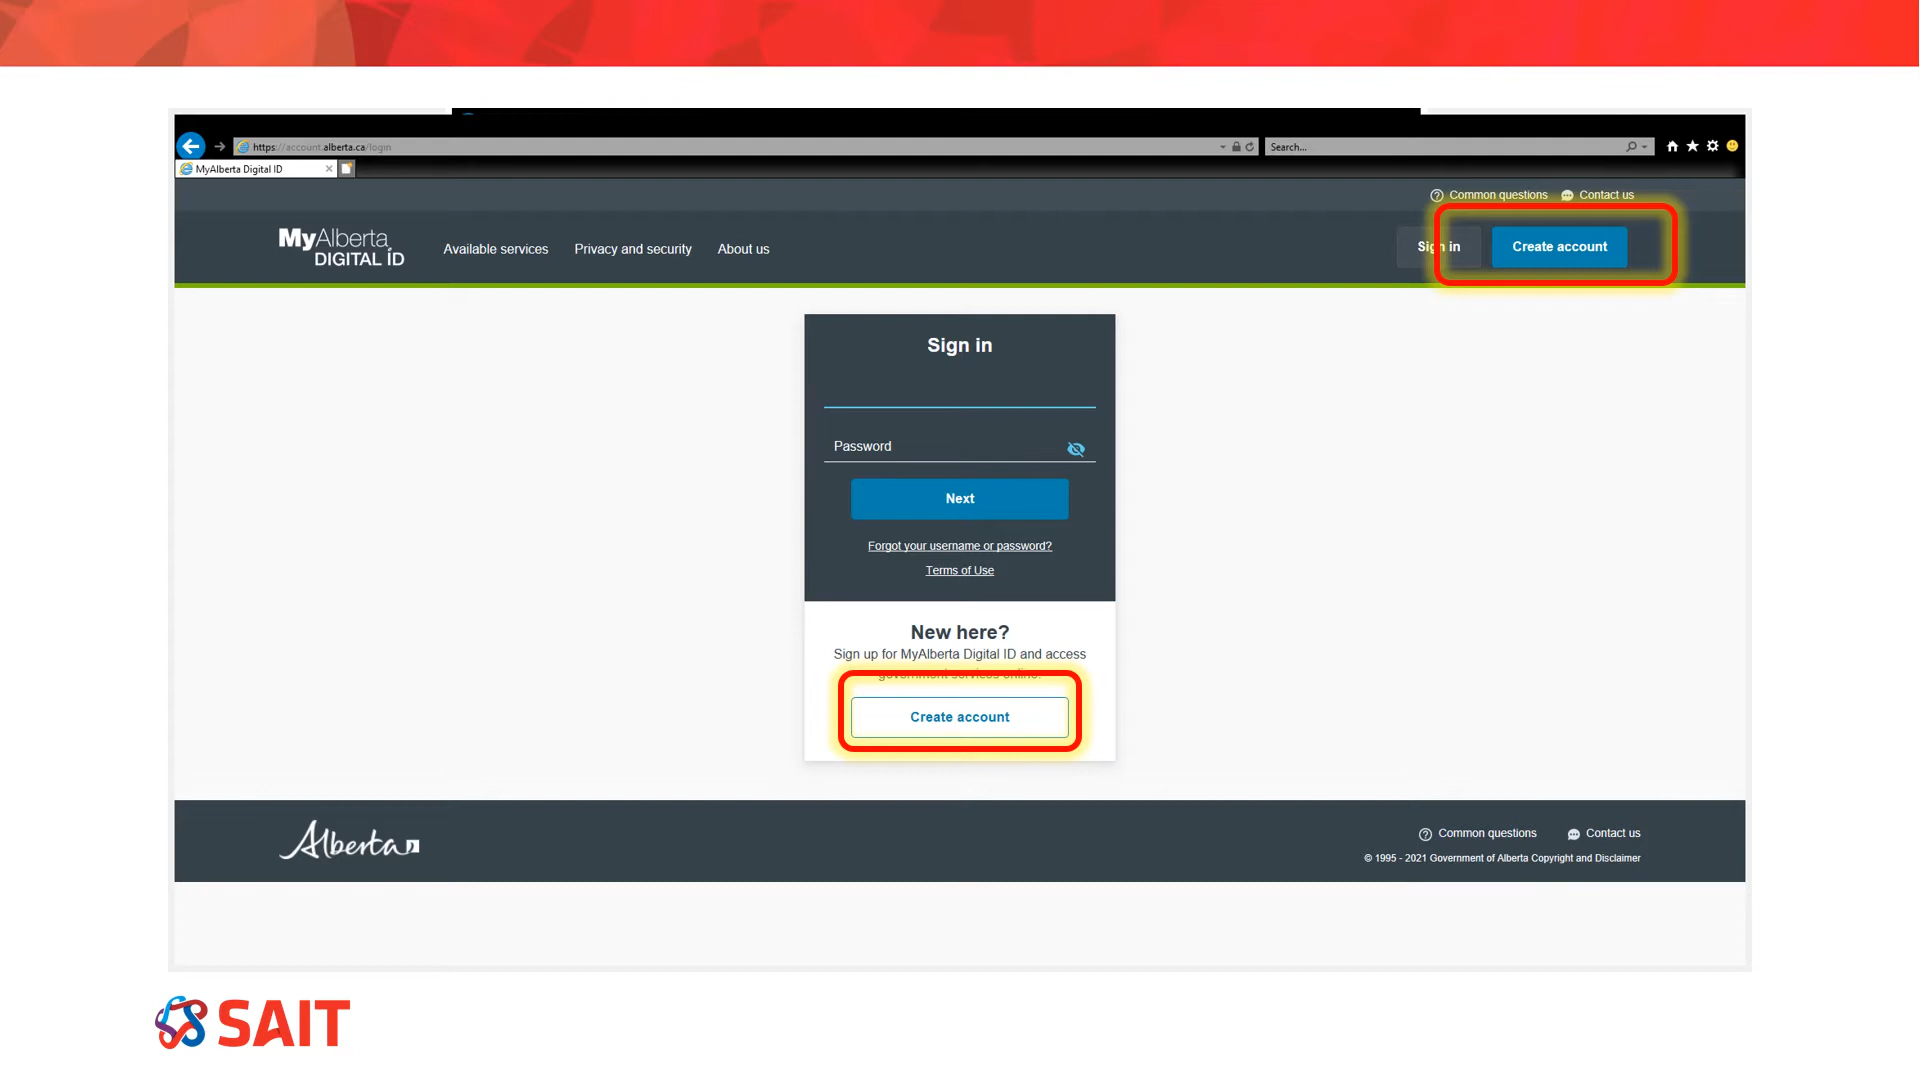 https://account.alberta.ca/login
Search...
MyAlberta Digital ID
Common questions
Contact us
MyAlberta
DIGITAL ID
Available services
Privacy and security
About us
Sign in
Create account
Sign in
Password
Next
Forgot your username or password?
Terms of Use
New here?
Sign up for MyAlberta Digital ID and access
government services online.
Create account
Alberta
Common questions
Contact us
© 1995 - 2021 Government of Alberta Copyright and Disclaimer
SAIT